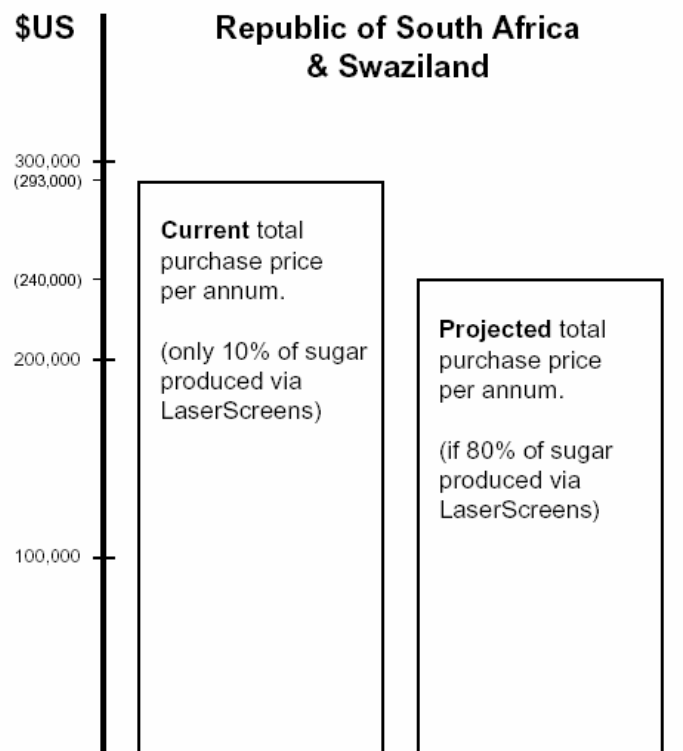 $US
Republic of South Africa
& Swaziland
300,000
(293,000)
Current total
purchase price
per annum.
(only 10% of sugar
produced via
LaserScreens)
(240,000)
Projected total
purchase price
per annum.
(if 80% of sugar
produced via
LaserScreens)
200,000
100,000